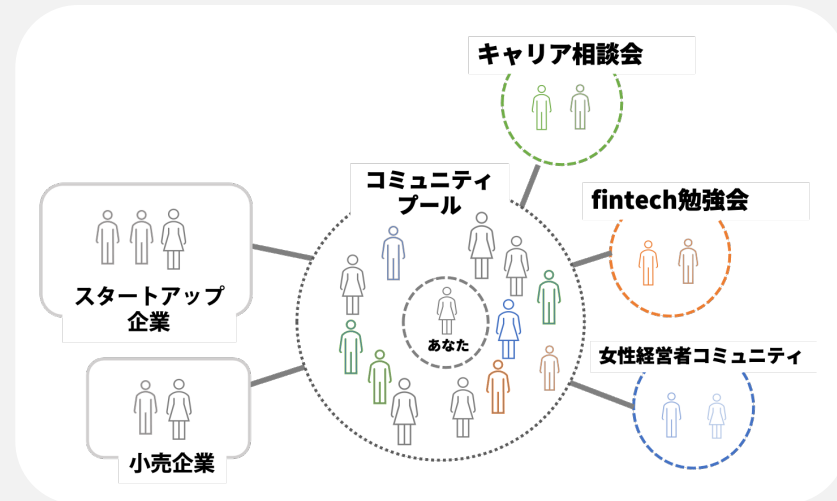 キャリア相談会
コミュニティ
プール
fintech勉強会
スタートアップ
企業
あなた
女性経営者コミュニティ
小売企業